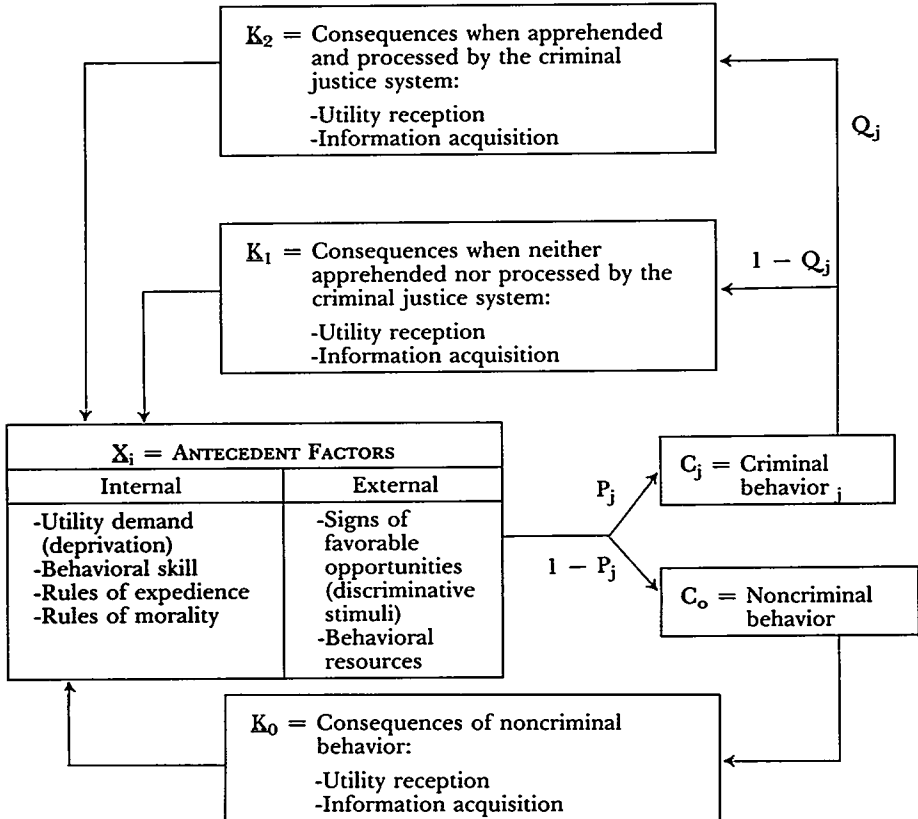 K₂ = Consequences when apprehended
and processed by the criminal
justice system:
-Utility reception
-Information acquisition
Qⱼ
K₁ = Consequences when neither
apprehended nor processed by the
criminal justice system:
-Utility reception
-Information acquisition
1 − Qⱼ
Xᵢ = ANTECEDENT FACTORS
Internal
External
-Utility demand
(deprivation)
-Behavioral skill
-Rules of expedience
-Rules of morality
-Signs of
favorable
opportunities
(discriminative
stimuli)
-Behavioral
resources
Pⱼ
1 − Pⱼ
Cⱼ = Criminal
behavior ⱼ
Cₒ = Noncriminal
behavior
K₀ = Consequences of noncriminal
behavior:
-Utility reception
-Information acquisition